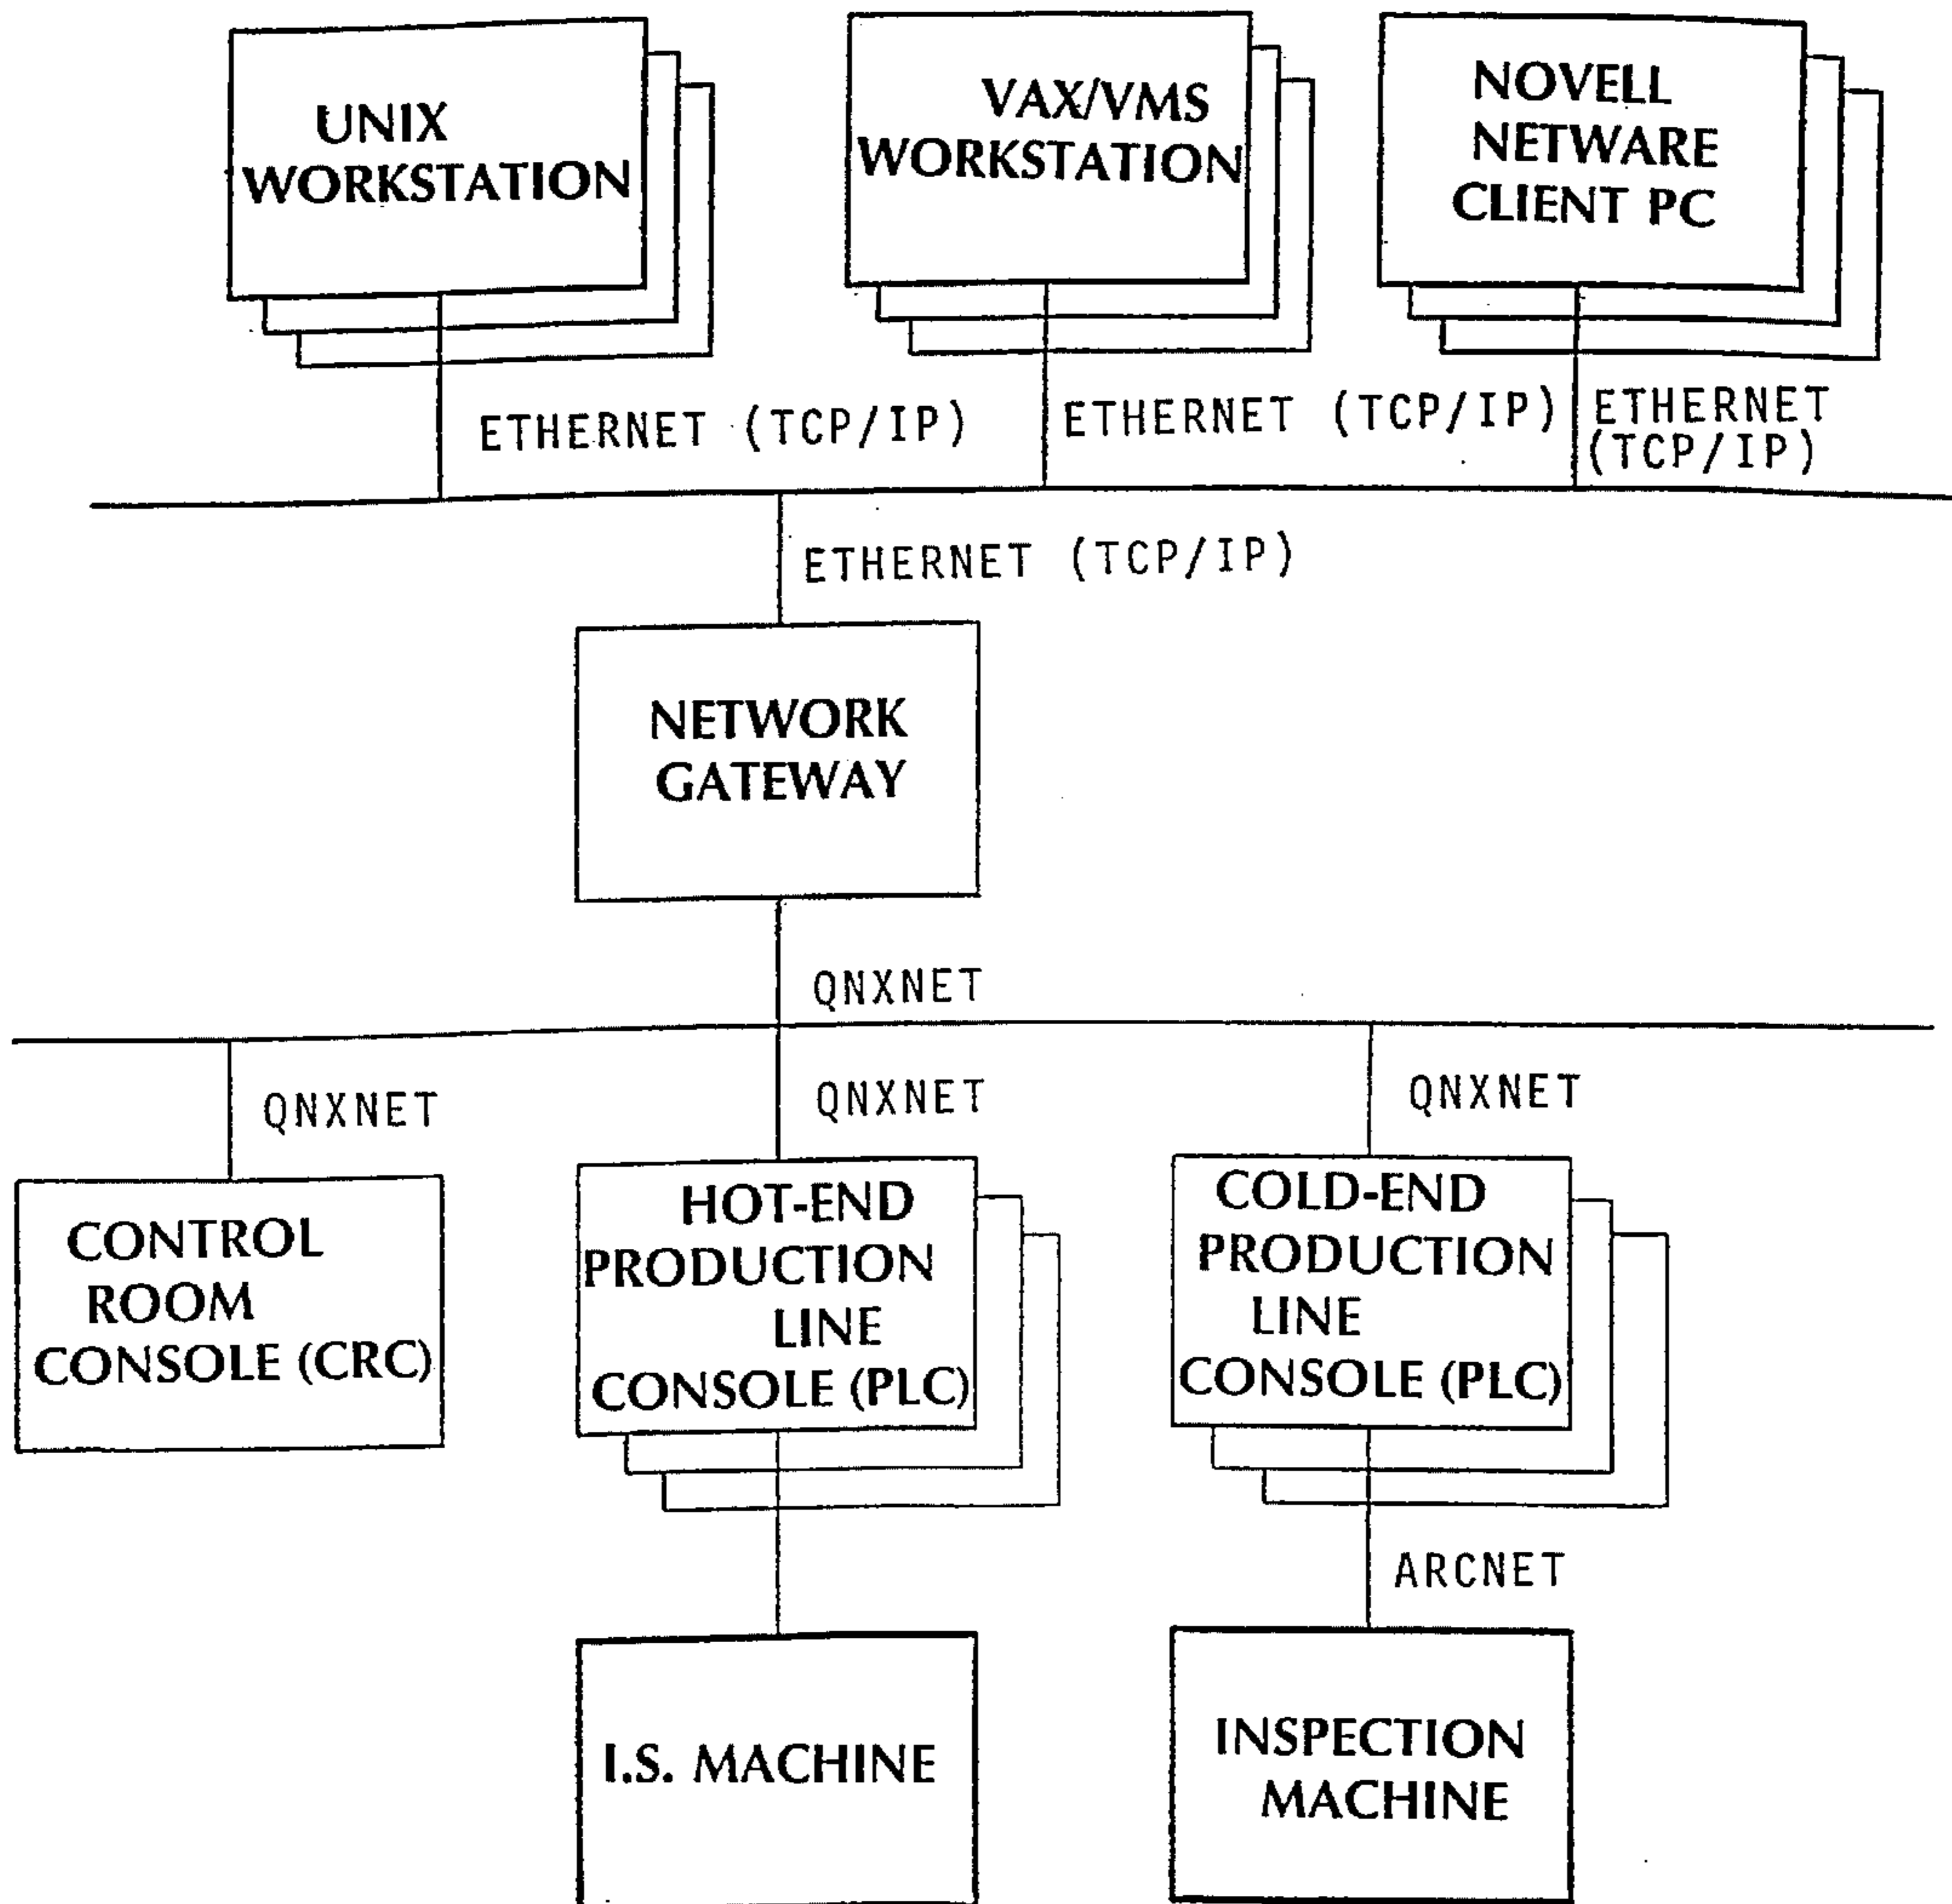 UNIX
WORKSTATION
VAX/VMS
WORKSTATION
NOVELL
NETWARE
CLIENT PC
ETHERNET (TCP/IP)
ETHERNET (TCP/IP)
ETHERNET
(TCP/IP)
ETHERNET (TCP/IP)
NETWORK
GATEWAY
QNXNET
QNXNET
QNXNET
QNXNET
CONTROL
ROOM
CONSOLE (CRC)
HOT-END
PRODUCTION
LINE
CONSOLE (PLC)
COLD-END
PRODUCTION
LINE
CONSOLE (PLC)
ARCNET
I.S. MACHINE
INSPECTION
MACHINE